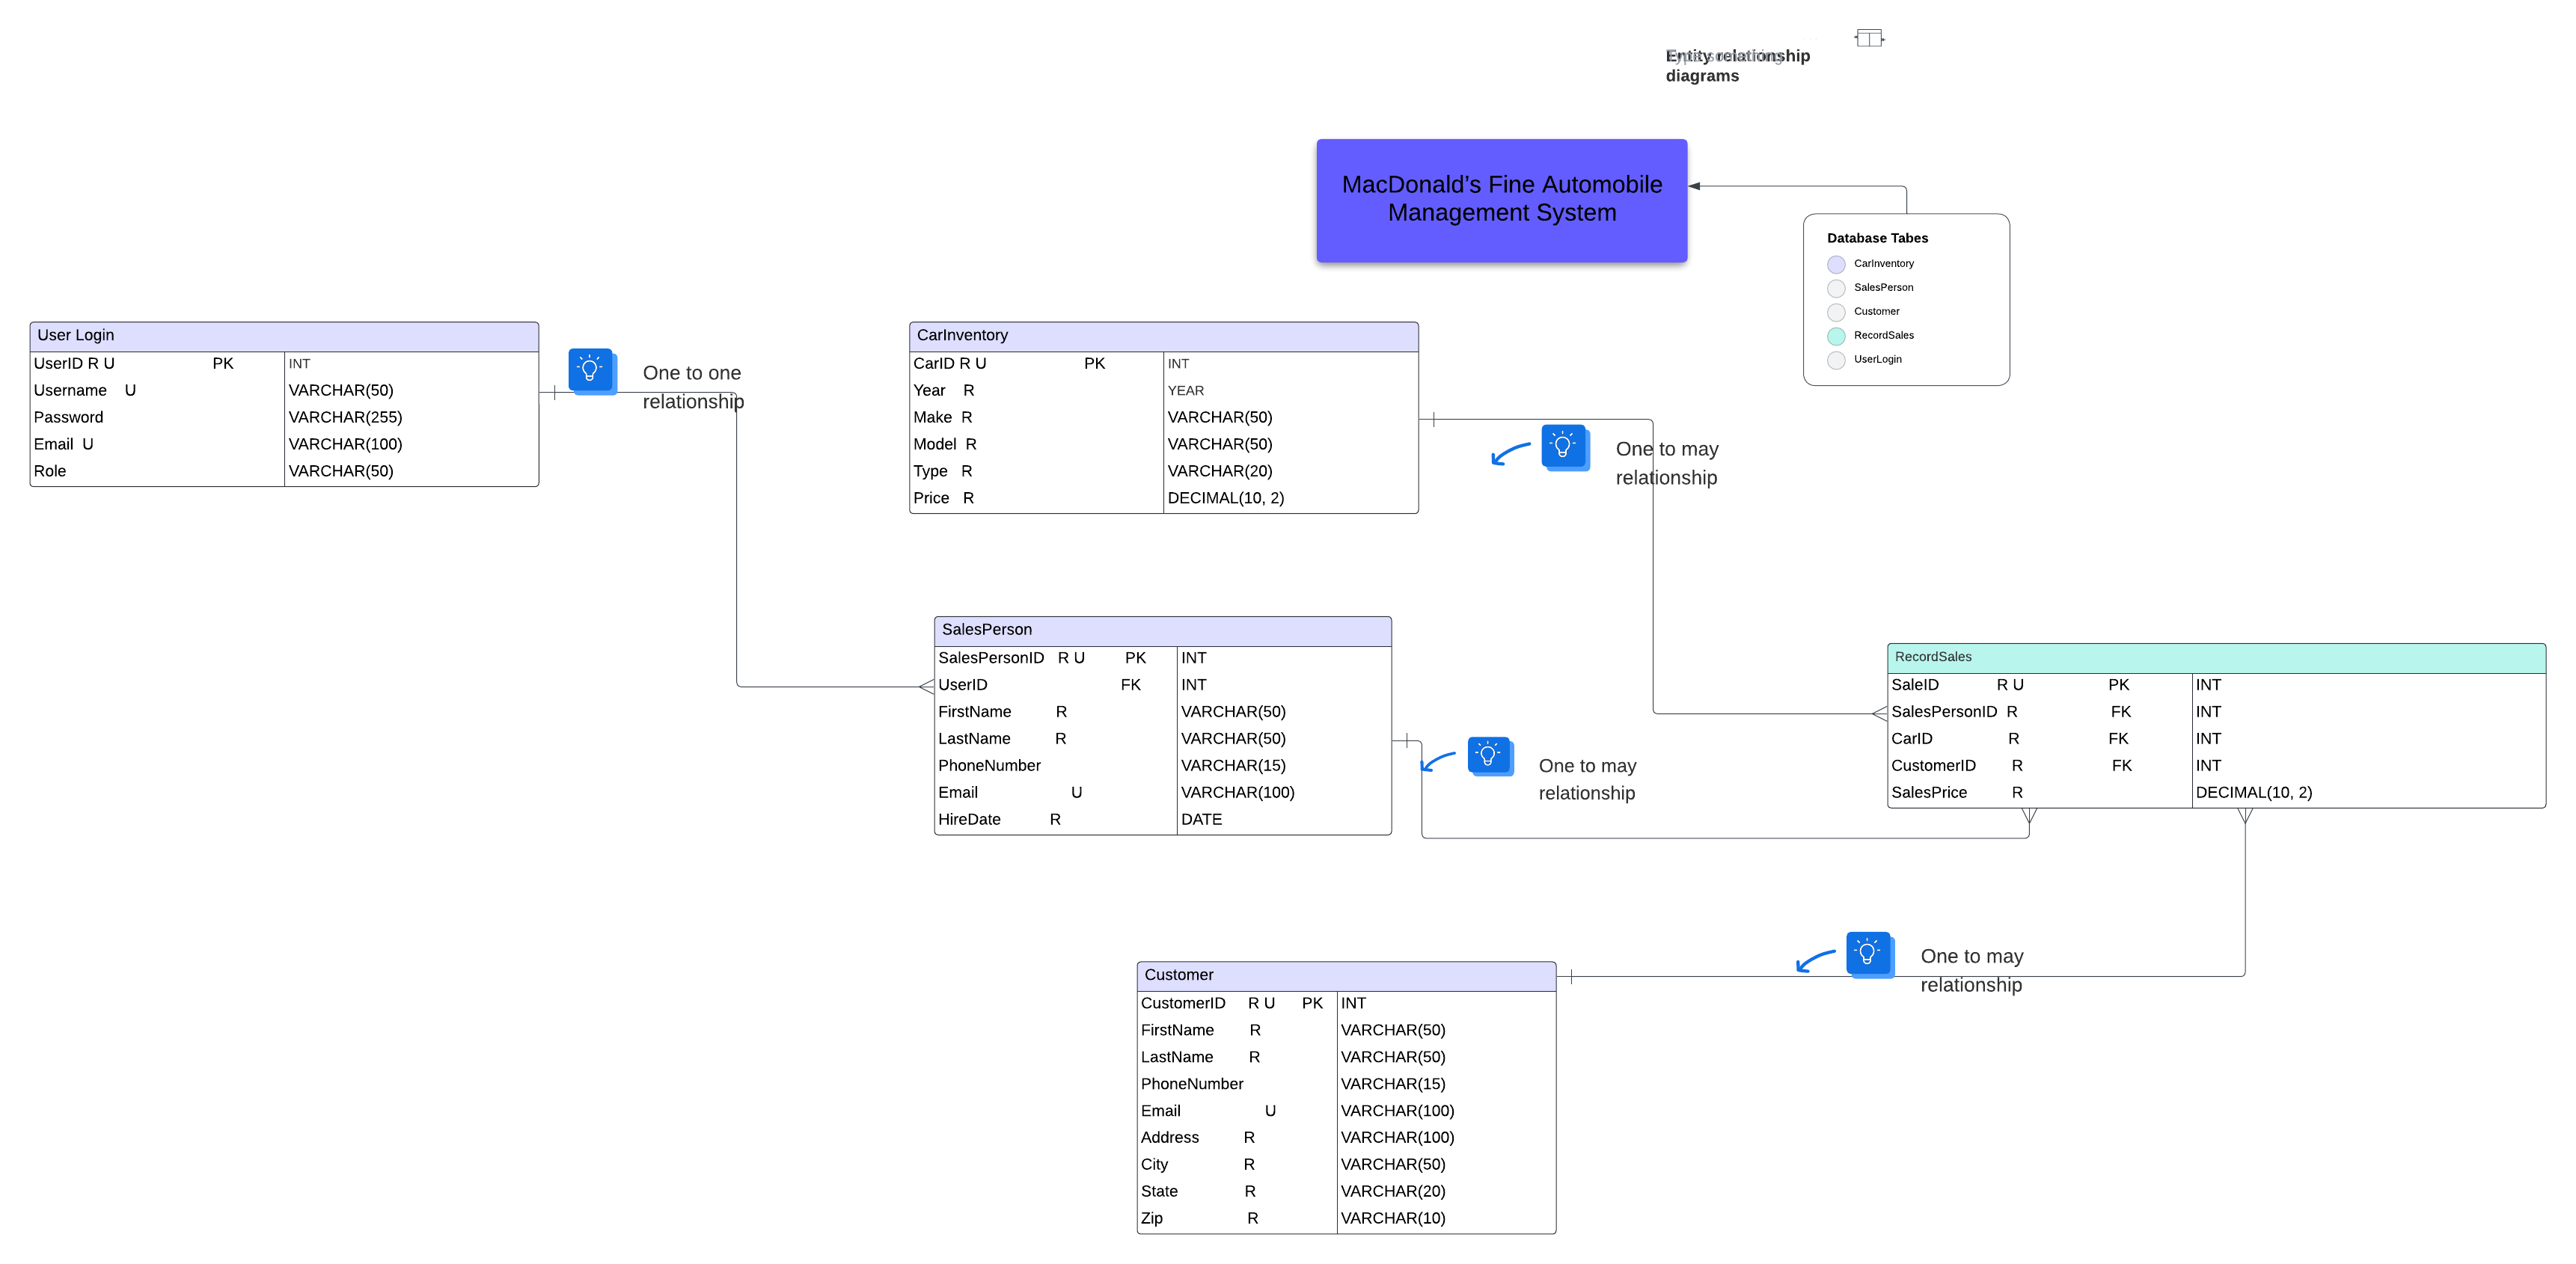 Entity relationship
diagrams
MacDonald's Fine Automobile
Management System
Database Tabes
CarInventory
SalesPerson
Customer
RecordSales
UserLogin
User Login
UserID R U PK INT
Username U VARCHAR(50)
Password VARCHAR(255)
Email U VARCHAR(100)
Role VARCHAR(50)
One to one
relationship
CarInventory
CarID R U PK INT
Year R YEAR
Make R VARCHAR(50)
Model R VARCHAR(50)
Type R VARCHAR(20)
Price R DECIMAL(10, 2)
One to may
relationship
SalesPerson
SalesPersonID R U PK INT
UserID FK INT
FirstName R VARCHAR(50)
LastName R VARCHAR(50)
PhoneNumber VARCHAR(15)
Email U VARCHAR(100)
HireDate R DATE
One to may
relationship
RecordSales
SaleID R U PK INT
SalesPersonID R FK INT
CarID R FK INT
CustomerID R FK INT
SalesPrice R DECIMAL(10, 2)
Customer
CustomerID R U PK INT
FirstName R VARCHAR(50)
LastName R VARCHAR(50)
PhoneNumber VARCHAR(15)
Email U VARCHAR(100)
Address R VARCHAR(100)
City R VARCHAR(50)
State R VARCHAR(20)
Zip R VARCHAR(10)
One to may
relationship